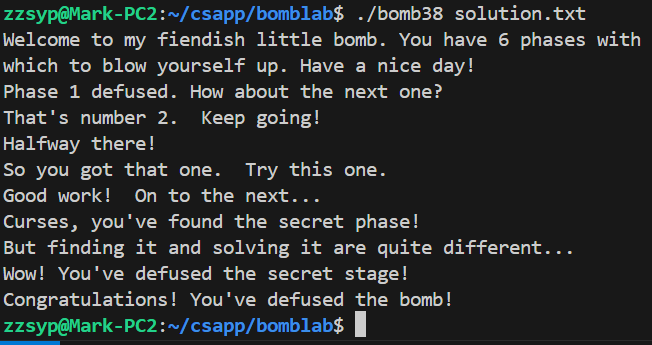 zzsyp@Mark-PC2:~/csapp/bomblab$ ./bomb38 solution.txt
Welcome to my fiendish little bomb. You have 6 phases with
which to blow yourself up. Have a nice day!
Phase 1 defused. How about the next one?
That's number 2.  Keep going!
Halfway there!
So you got that one.  Try this one.
Good work!  On to the next...
Curses, you've found the secret phase!
But finding it and solving it are quite different...
Wow! You've defused the secret stage!
Congratulations! You've defused the bomb!
zzsyp@Mark-PC2:~/csapp/bomblab$